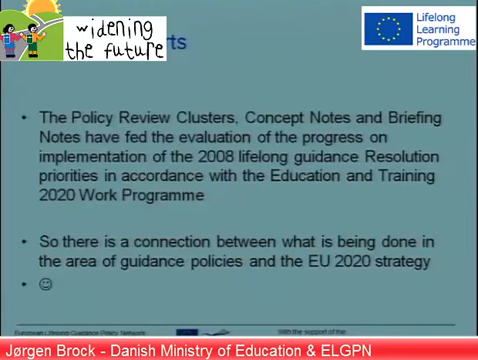 widening
the future
rts
Lifelong
Learning
Programme
• The Policy Review Clusters, Concept Notes and Briefing
Notes have fed the evaluation of the progress on
implementation of the 2008 lifelong guidance Resolution
priorities in accordance with the Education and Training
2020 Work Programme
• So there is a connection between what is being done in
the area of guidance policies and the EU 2020 strategy
• ☺
European Lifelong Guidance Policy Network
With the support of the
Jørgen Brock - Danish Ministry of Education & ELGPN